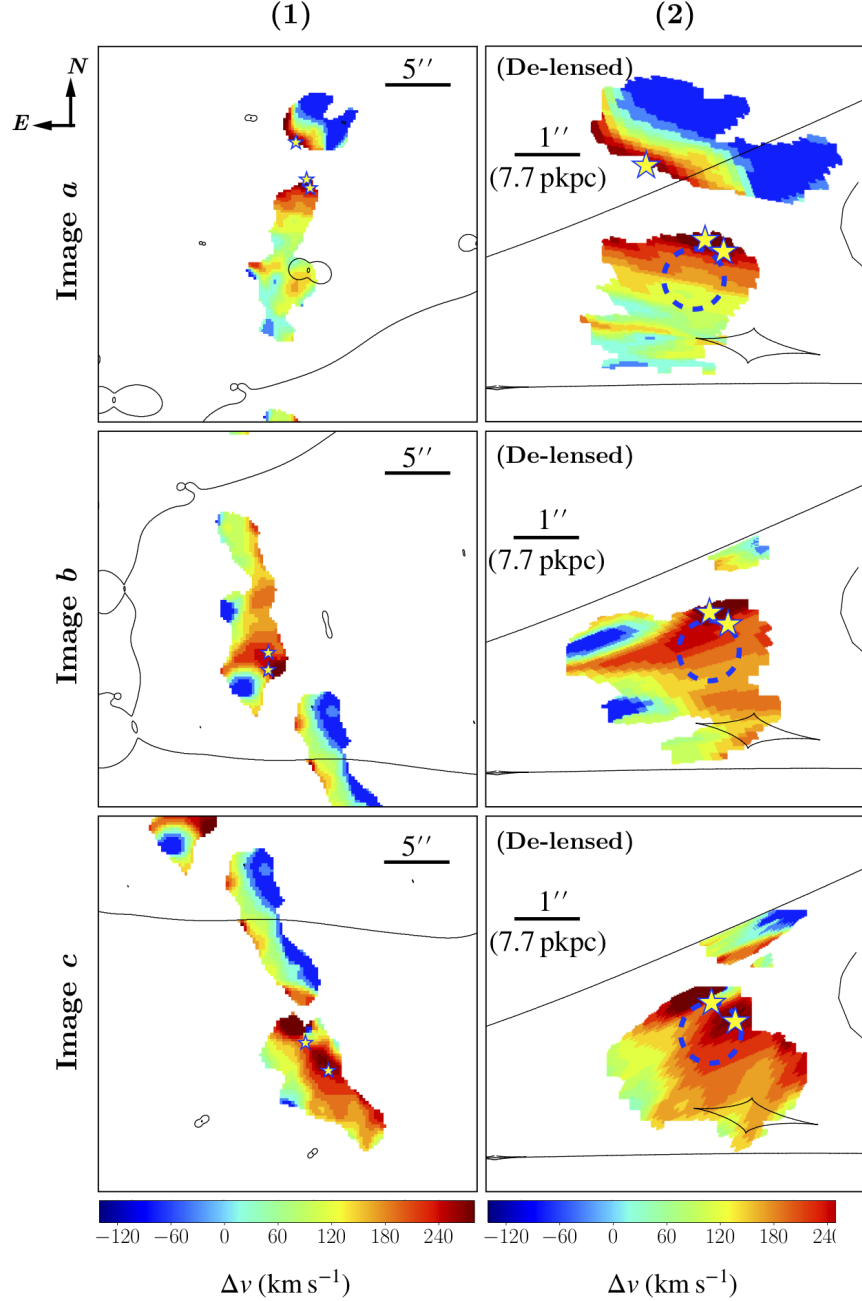 (1)
(2)
N
E
5′′
(De-lensed)
1′′
(7.7 pkpc)
Image a
5′′
(De-lensed)
1′′
(7.7 pkpc)
Image b
5′′
(De-lensed)
1′′
(7.7 pkpc)
Image c
−120 −60 0 60 120 180 240
−120 −60 0 60 120 180 240
Δv (km s⁻¹)
Δv (km s⁻¹)